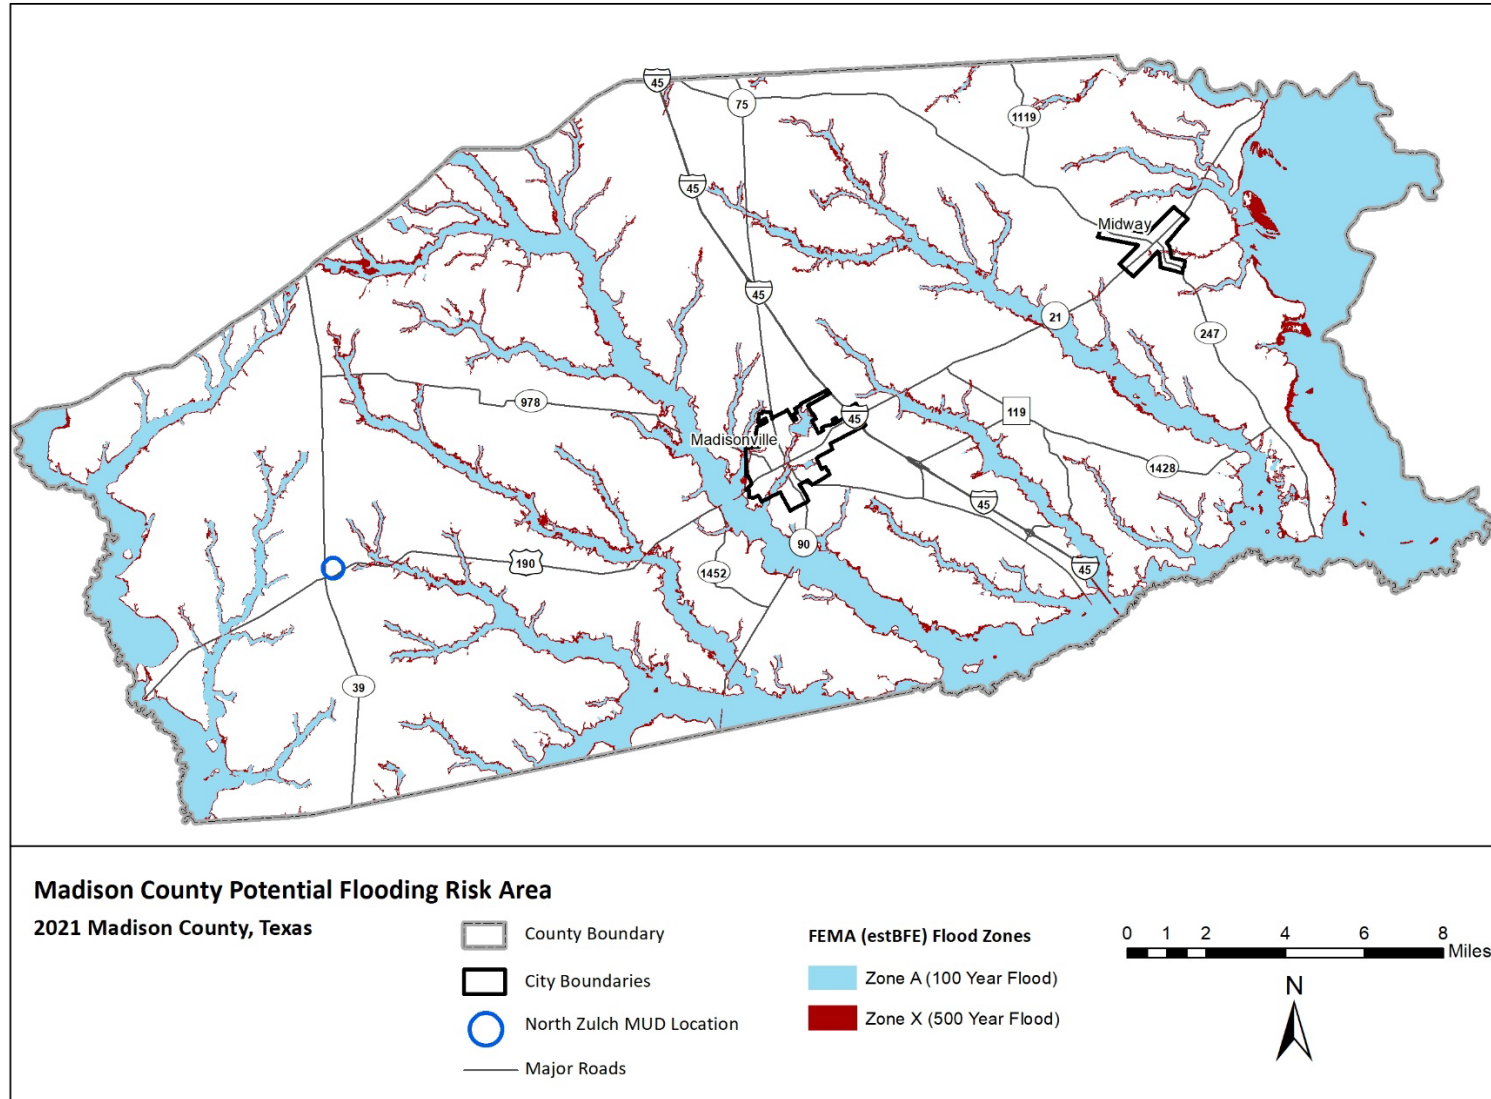 45
75
1119
45
Midway
45
21
247
978
119
45
Madisonville
1428
45
90
190
1452
45
39
Madison County Potential Flooding Risk Area
2021 Madison County, Texas
County Boundary
City Boundaries
North Zulch MUD Location
Major Roads
FEMA (estBFE) Flood Zones
Zone A (100 Year Flood)
Zone X (500 Year Flood)
0 1 2 4 6 8
Miles
N